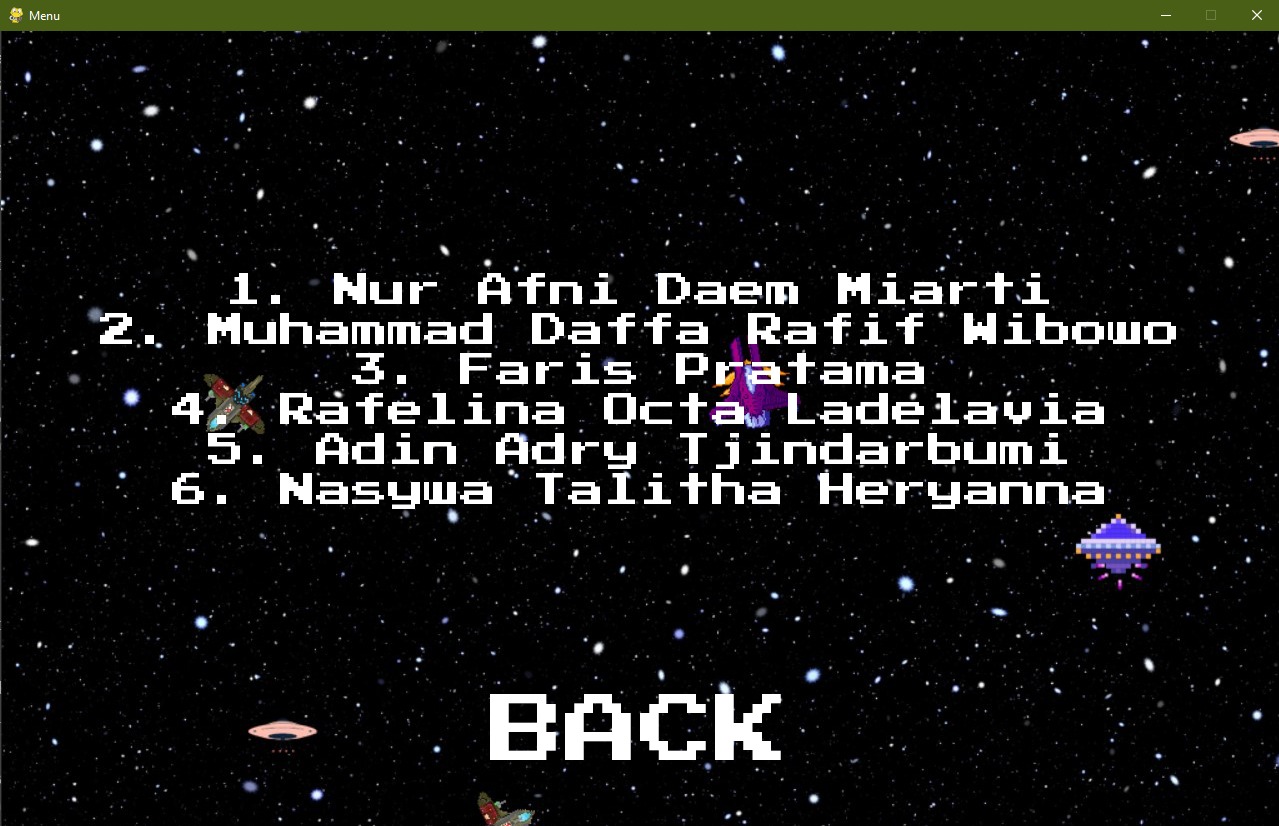 Menu
1. Nur Afni Daem Miarti
2. Muhammad Daffa Rafif Wibowo
3. Faris Pratama
4. Rafelina Octa Ladelavia
5. Adin Adry Tjindarbumi
6. Nasywa Talitha Heryanna
BACK